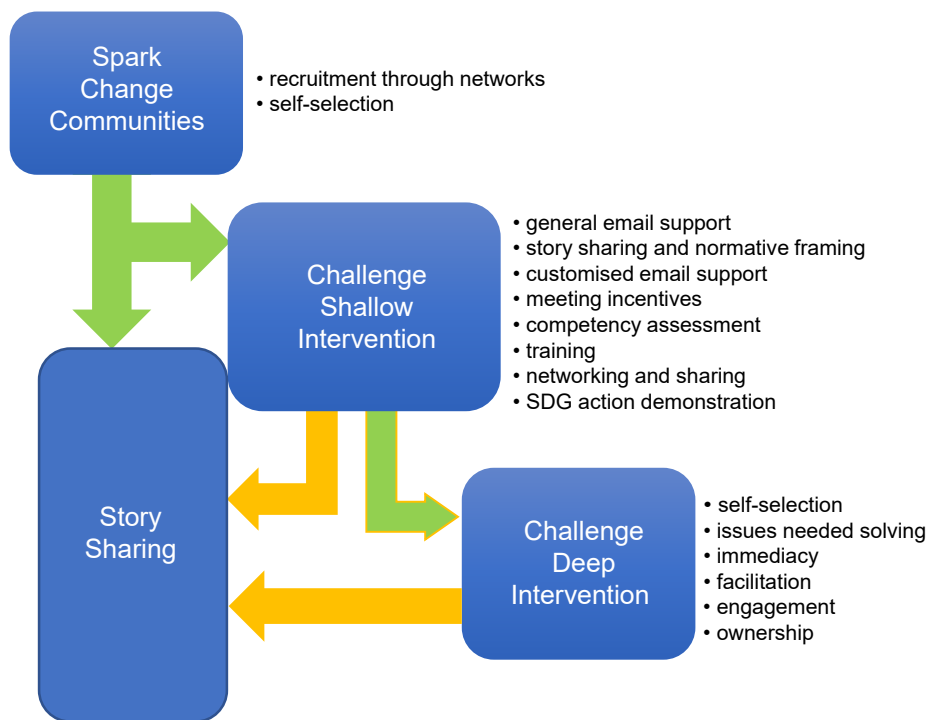 Spark
Change
Communities
• recruitment through networks
• self-selection
Challenge
Shallow
Intervention
• general email support
• story sharing and normative framing
• customised email support
• meeting incentives
• competency assessment
• training
• networking and sharing
• SDG action demonstration
Story
Sharing
Challenge
Deep
Intervention
• self-selection
• issues needed solving
• immediacy
• facilitation
• engagement
• ownership